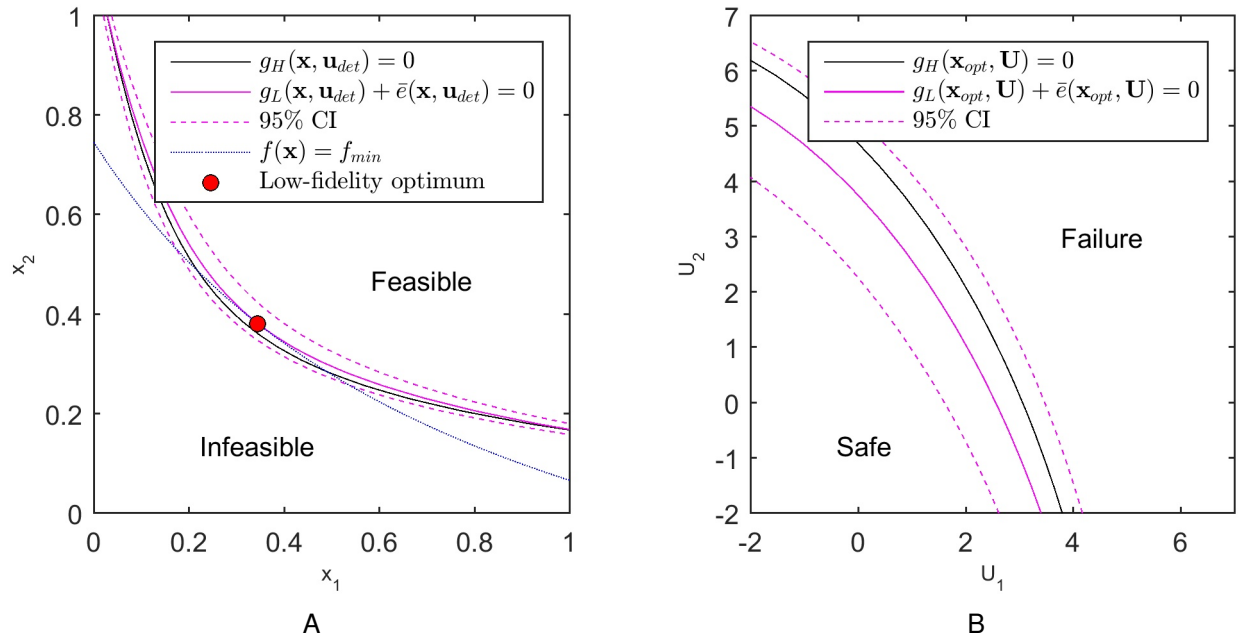 1
0.8
0.6
0.4
0.2
0
0 0.2 0.4 0.6 0.8 1
x₂
x₁
g_H(x, u_det) = 0
g_L(x, u_det) + ē(x, u_det) = 0
95% CI
f(x) = f_min
Low-fidelity optimum
Feasible
Infeasible
A
7
6
5
4
3
2
1
0
-1
-2
-2 0 2 4 6
U₂
U₁
g_H(x_opt, U) = 0
g_L(x_opt, U) + ē(x_opt, U) = 0
95% CI
Failure
Safe
B